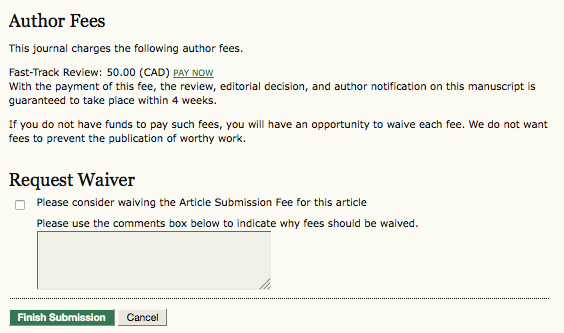 Author Fees
This journal charges the following author fees.
Fast-Track Review: 50.00 (CAD) PAY NOW
With the payment of this fee, the review, editorial decision, and author notification on this manuscript is
guaranteed to take place within 4 weeks.
If you do not have funds to pay such fees, you will have an opportunity to waive each fee. We do not want
fees to prevent the publication of worthy work.
Request Waiver
Please consider waiving the Article Submission Fee for this article
Please use the comments box below to indicate why fees should be waived.
Finish Submission Cancel